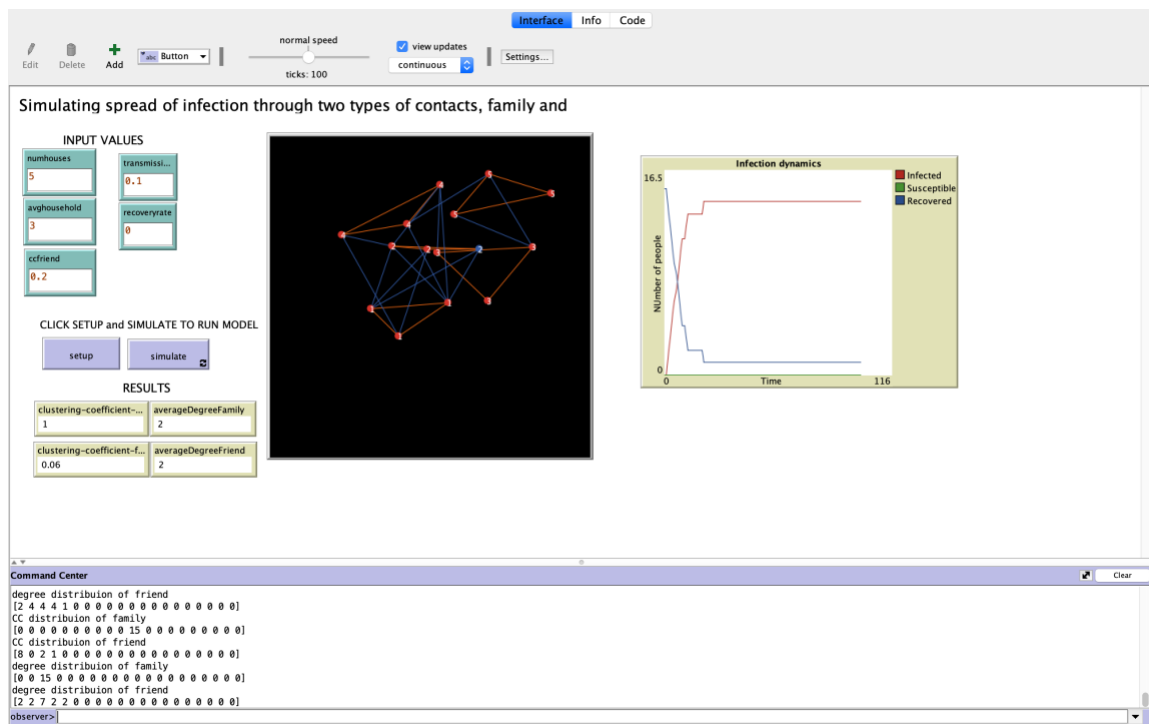 Interface Info Code
Edit Delete Add abc Button
normal speed
ticks: 100
view updates
continuous
Settings...
Simulating spread of infection through two types of contacts, family and
INPUT VALUES
numhouses
5
transmissi...
0.1
avghousehold
3
recoveryrate
0
ccfriend
0.2
CLICK SETUP and SIMULATE TO RUN MODEL
setup
simulate
RESULTS
clustering-coefficient-...
1
averageDegreeFamily
2
clustering-coefficient-f...
0.06
averageDegreeFriend
2
Infection dynamics
16.5
NUmber of people
0
0
Time
116
Infected
Susceptible
Recovered
Command Center
Clear
degree distribuion of friend
[2 4 4 4 1 0 0 0 0 0 0 0 0 0 0 0 0 0 0 0]
CC distribuion of family
[0 0 0 0 0 0 0 0 0 0 15 0 0 0 0 0 0 0 0 0]
CC distribuion of friend
[8 0 2 1 0 0 0 0 0 0 0 0 0 0 0 0 0 0 0 0]
degree distribuion of family
[0 0 15 0 0 0 0 0 0 0 0 0 0 0 0 0 0 0 0 0]
degree distribuion of friend
[2 2 7 2 2 0 0 0 0 0 0 0 0 0 0 0 0 0 0 0]
observer>